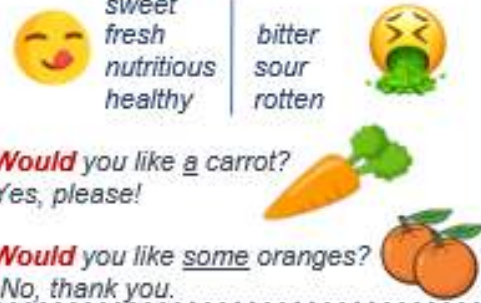 sweet
fresh
nutritious
healthy
bitter
sour
rotten
Would you like a carrot?
Yes, please!
Would you like some oranges?
No, thank you.